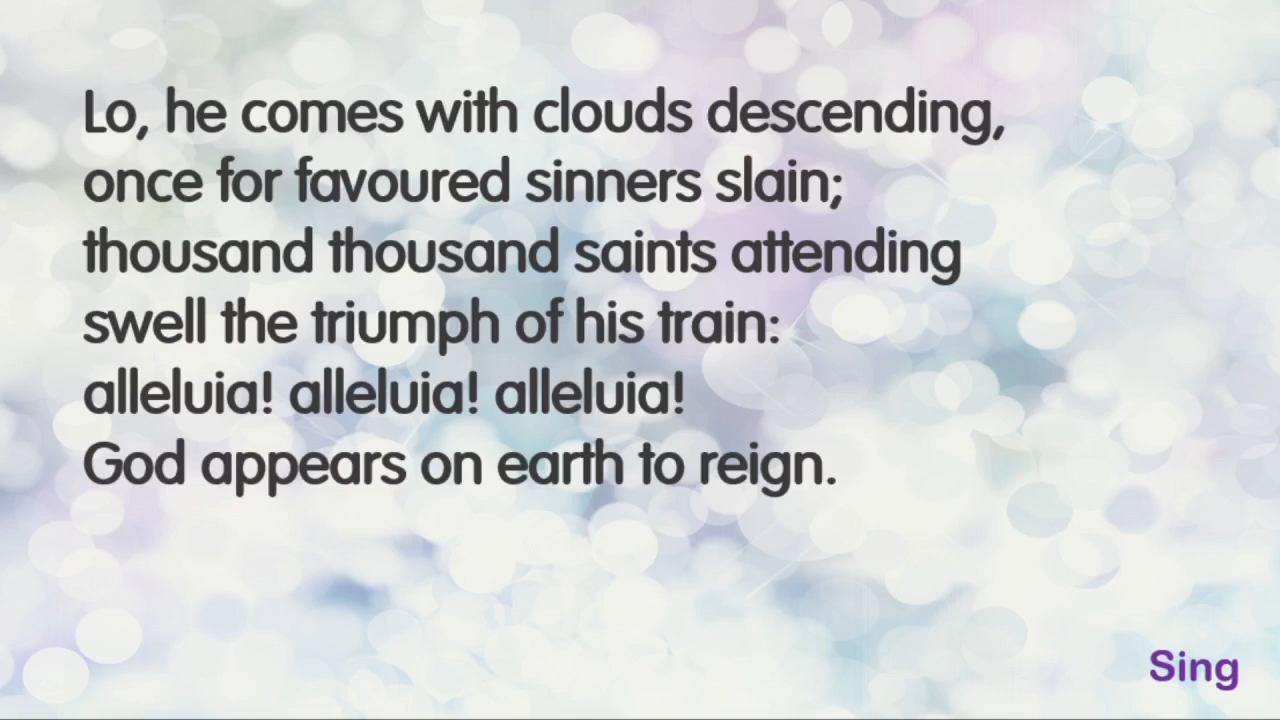 Lo, he comes with clouds descending,
once for favoured sinners slain;
thousand thousand saints attending
swell the triumph of his train:
alleluia! alleluia! alleluia!
God appears on earth to reign.
Sing